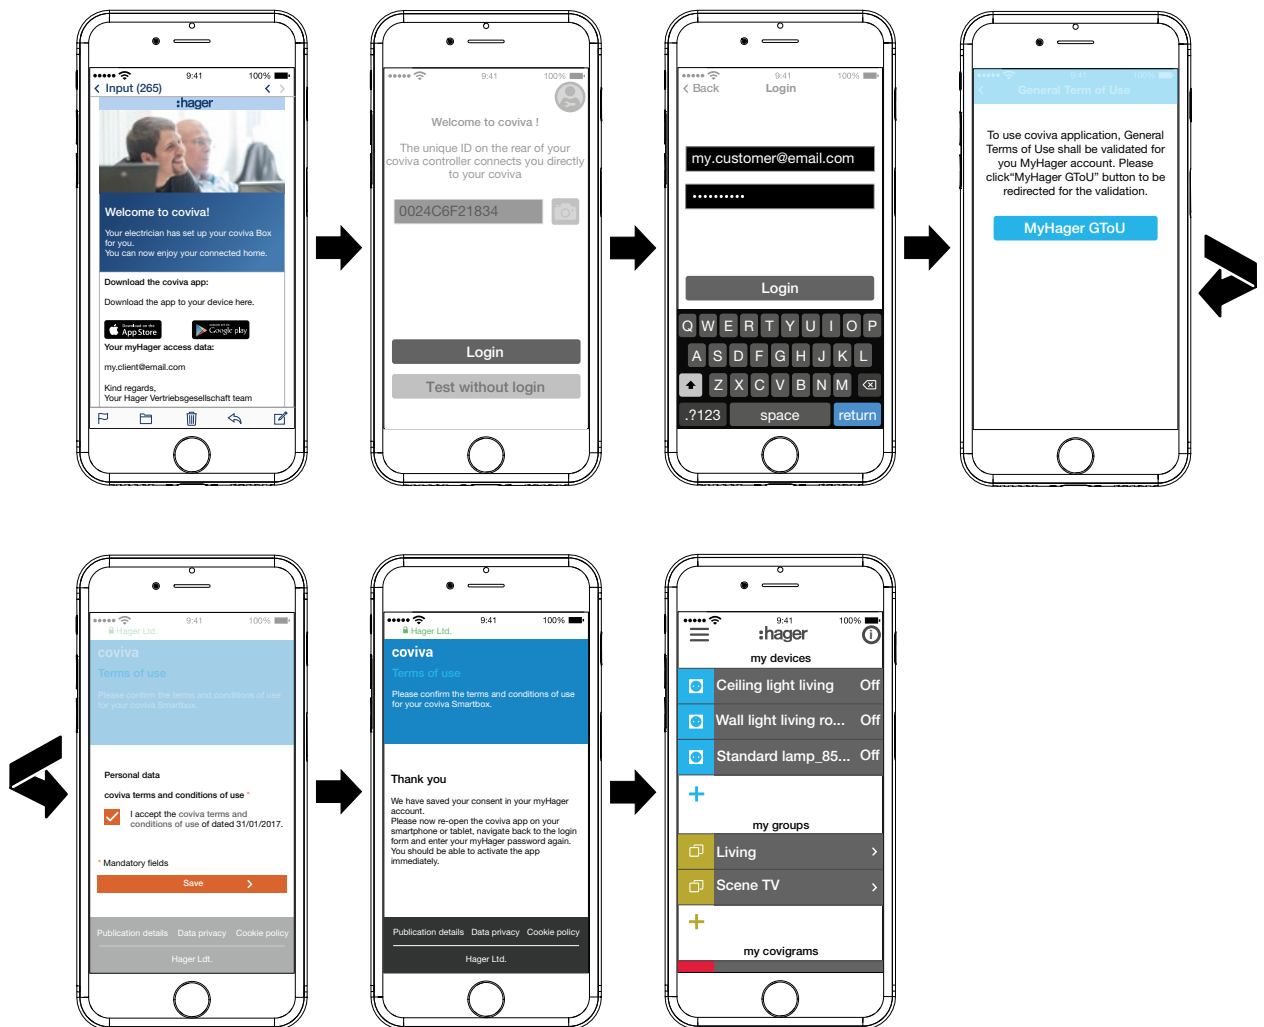 9:41 100%
Input (265)
:hager
Welcome to coviva!
Your electrician has set up your coviva Box
for you.
You can now enjoy your connected home.
Download the coviva app:
Download the app to your device here.
Download on the
App Store
Google play
Your myHager access data:
my.client@email.com
Kind regards,
Your Hager Vertriebsgesellschaft team
9:41 100%
Welcome to coviva !
The unique ID on the rear of your
coviva controller connects you directly
to your coviva
0024C6F21834
Login
Test without login
9:41 100%
Back Login
my.customer@email.com
••••••••••
Login
Q W E R T Y U I O P
A S D F G H J K L
Z X C V B N M
.?123 space return
9:41 100%
General Term of Use
To use coviva application, General
Terms of Use shall be validated for
you MyHager account. Please
click“MyHager GToU” button to be
redirected for the validation.
MyHager GToU
9:41 100%
Hager Ltd.
coviva
Terms of use
Please confirm the terms and conditions of use
for your coviva Smartbox.
Personal data
coviva terms and conditions of use *
I accept the coviva terms and
conditions of use of dated 31/01/2017.
* Mandatory fields
Save
Publication details Data privacy Cookie policy
Hager Ldt.
9:41 100%
Hager Ltd.
coviva
Terms of use
Please confirm the terms and conditions of use
for your coviva Smartbox.
Thank you
We have saved your consent in your myHager
account.
Please now re-open the coviva app on your
smartphone or tablet, navigate back to the login
form and enter your myHager password again.
You should be able to activate the app
immediately.
Publication details Data privacy Cookie policy
Hager Ltd.
9:41 100%
:hager
my devices
Ceiling light living Off
Wall light living ro... Off
Standard lamp_85... Off
+
my groups
Living
Scene TV
+
my covigrams